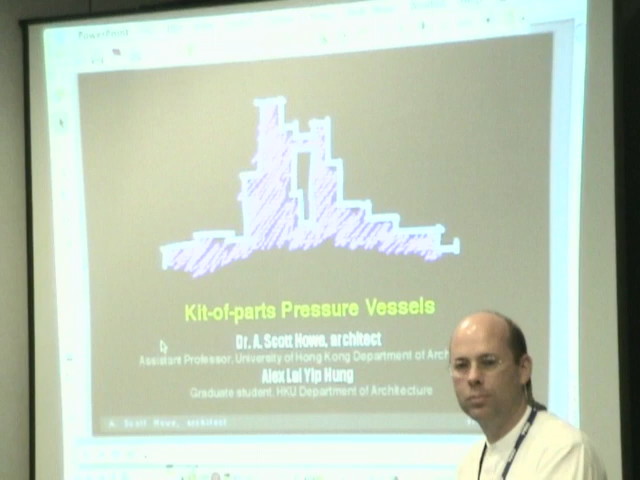 PowerPoint
Kit-of-parts Pressure Vessels
Dr. A. Scott Howe, architect
Assistant Professor, University of Hong Kong Department of Arch
Alex Lai Yip Hung
Graduate student, HKU Department of Architecture
A. Scott Howe, architect